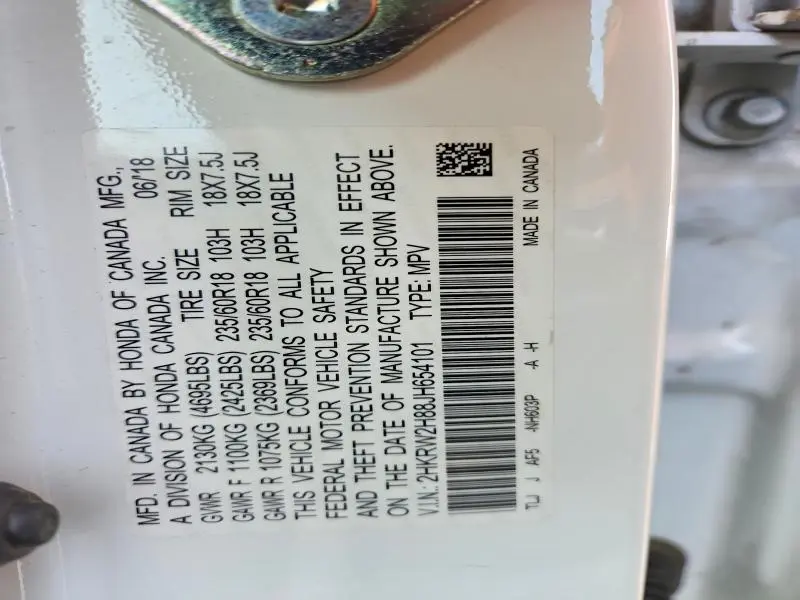 MFD. IN CANADA BY HONDA OF CANADA MFG.,
A DIVISION OF HONDA CANADA INC. 06/18
GVWR 2130KG (4695LBS) TIRE SIZE RIM SIZE
GAWR F 1100KG (2425LBS) 235/60R18 103H 18X7.5J
GAWR R 1075KG (2369LBS) 235/60R18 103H 18X7.5J
THIS VEHICLE CONFORMS TO ALL APPLICABLE
FEDERAL MOTOR VEHICLE SAFETY
AND THEFT PREVENTION STANDARDS IN EFFECT
ON THE DATE OF MANUFACTURE SHOWN ABOVE.
V.I.N.: 2HKRW2H88JH654101 TYPE: MPV
TLJ J AF5 -NH603P -A -H MADE IN CANADA